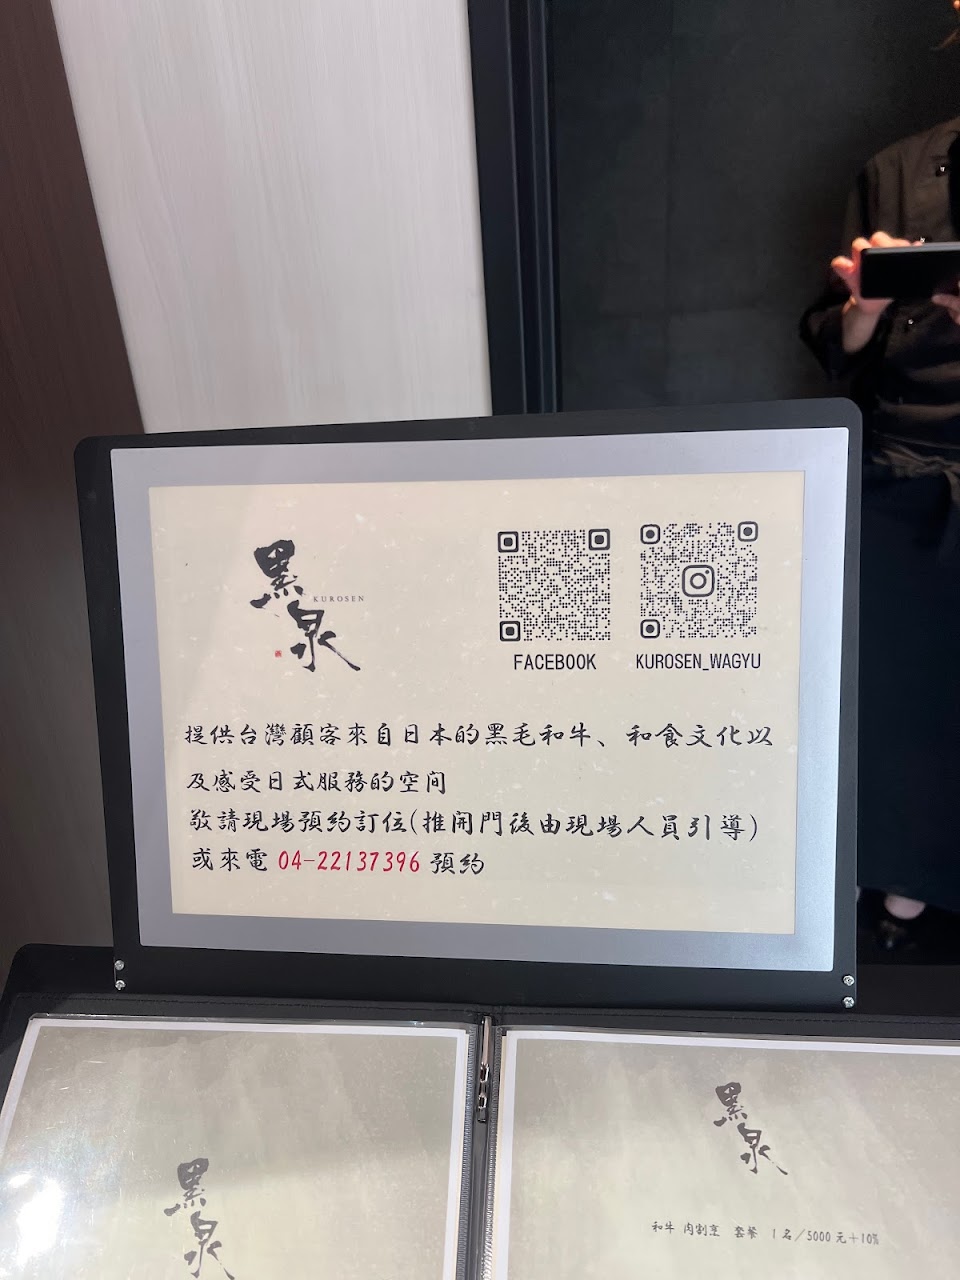 黑泉
KUROSEN
FACEBOOK
KUROSEN_WAGYU
提供台灣顧客來自日本的黑毛和牛、和食文化以
及感受日式服務的空间
敬請現場預約訂位(推開門後由現場人員引導)
或來電 04-22137396 預約
黑泉
黑泉
和牛 肉割烹 套餐 1名/5000元+10%